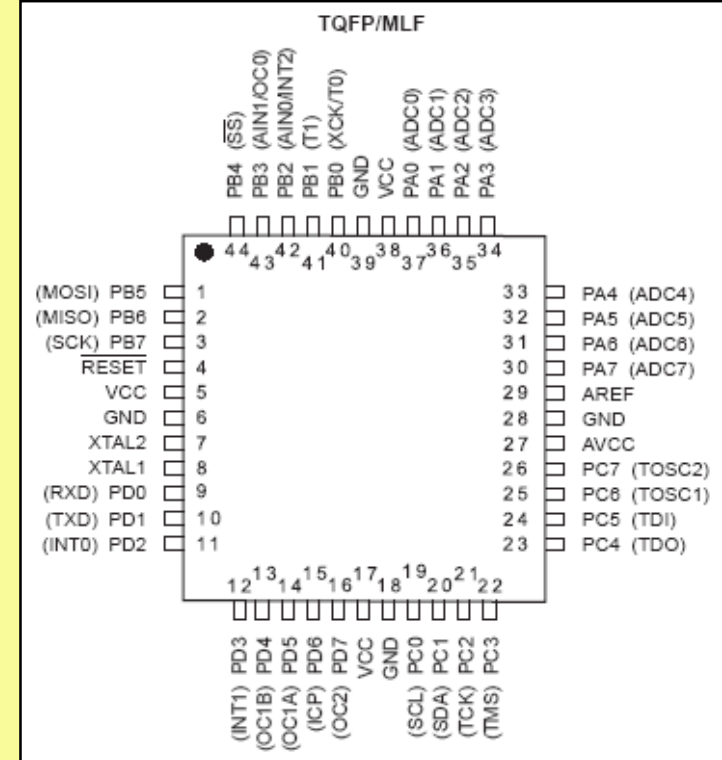 TQFP/MLF
PB4 (SS)
PB3 (AIN1/OC0)
PB2 (AIN0/INT2)
PB1 (T1)
PB0 (XCK/T0)
GND
VCC
PA0 (ADC0)
PA1 (ADC1)
PA2 (ADC2)
PA3 (ADC3)
44 43 42 41 40 39 38 37 36 35 34
(MOSI) PB5 1
(MISO) PB6 2
(SCK) PB7 3
RESET 4
VCC 5
GND 6
XTAL2 7
XTAL1 8
(RXD) PD0 9
(TXD) PD1 10
(INT0) PD2 11
33 PA4 (ADC4)
32 PA5 (ADC5)
31 PA6 (ADC6)
30 PA7 (ADC7)
29 AREF
28 GND
27 AVCC
26 PC7 (TOSC2)
25 PC6 (TOSC1)
24 PC5 (TDI)
23 PC4 (TDO)
12 13 14 15 16 17 18 19 20 21 22
(INT1) PD3
(OC1B) PD4
(OC1A) PD5
(ICP) PD6
(OC2) PD7
VCC
GND
(SCL) PC0
(SDA) PC1
(TCK) PC2
(TMS) PC3